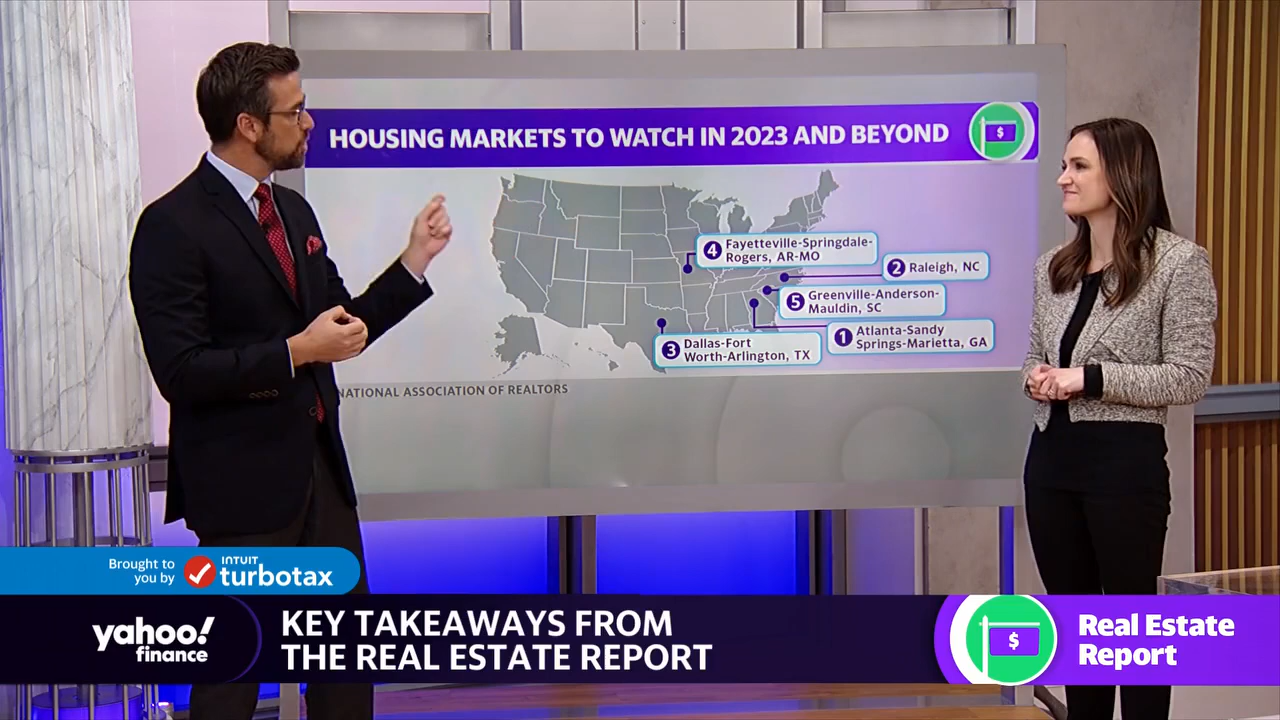 HOUSING MARKETS TO WATCH IN 2023 AND BEYOND
$
4 Fayetteville-Springdale-
Rogers, AR-MO
2 Raleigh, NC
5 Greenville-Anderson-
Mauldin, SC
1 Atlanta-Sandy
Springs-Marietta, GA
3 Dallas-Fort
Worth-Arlington, TX
NATIONAL ASSOCIATION OF REALTORS
Brought to
you by
INTUIT
turbotax
yahoo!
finance
KEY TAKEAWAYS FROM
THE REAL ESTATE REPORT
$
Real Estate
Report